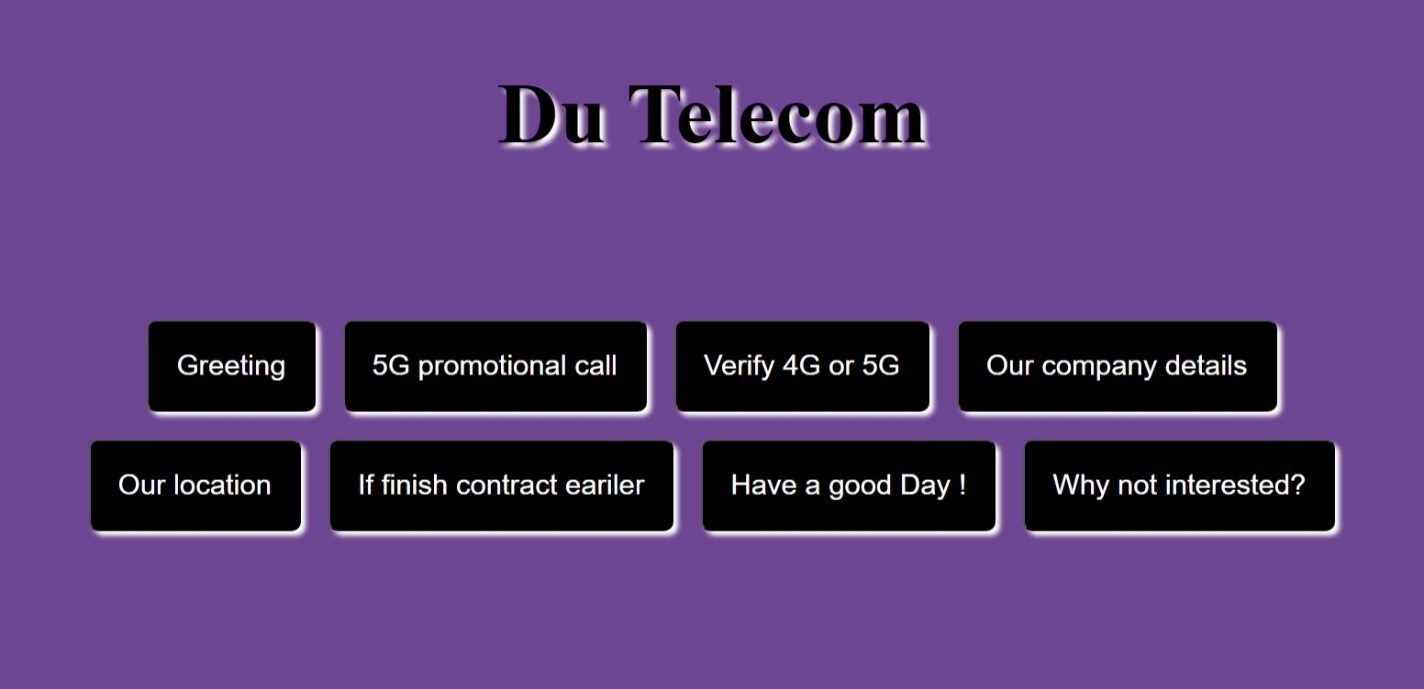 Du Telecom
Greeting
5G promotional call
Verify 4G or 5G
Our company details
Our location
If finish contract eariler
Have a good Day !
Why not interested?